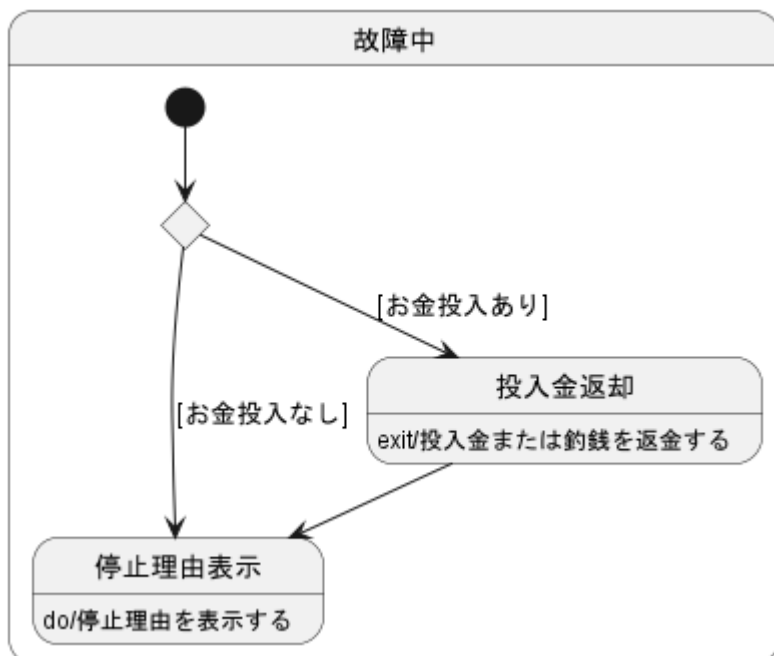 故障中
[お金投入あり]
投入金返却
[お金投入なし]
exit/投入金または釣銭を返金する
停止理由表示
do/停止理由を表示する